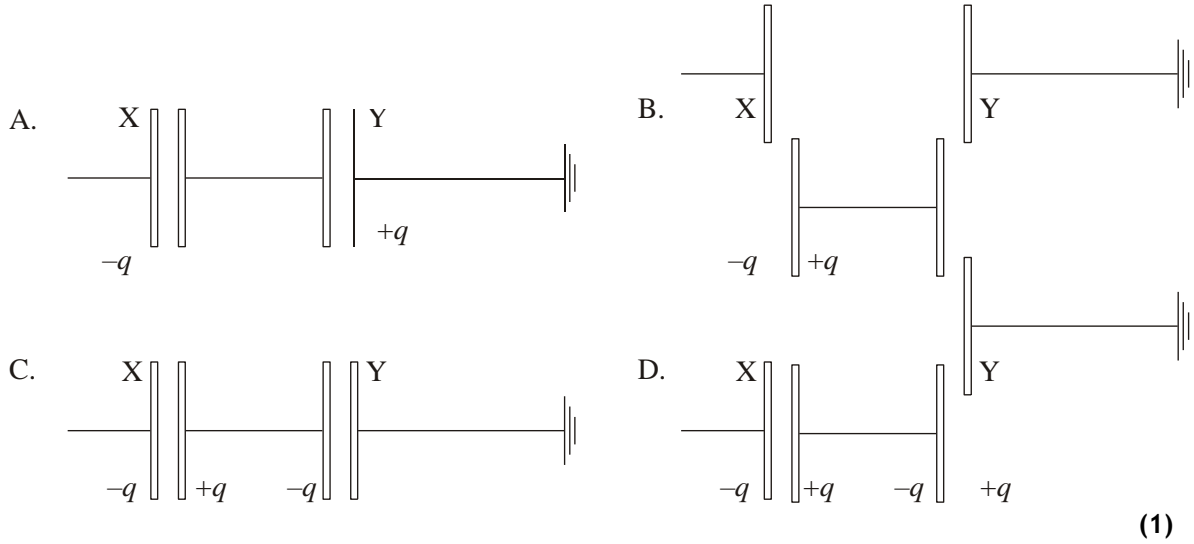 A.
X
Y
–q
+q
B.
X
Y
–q
+q
C.
X
Y
–q
+q
–q
D.
X
Y
–q
+q
–q
+q
(1)